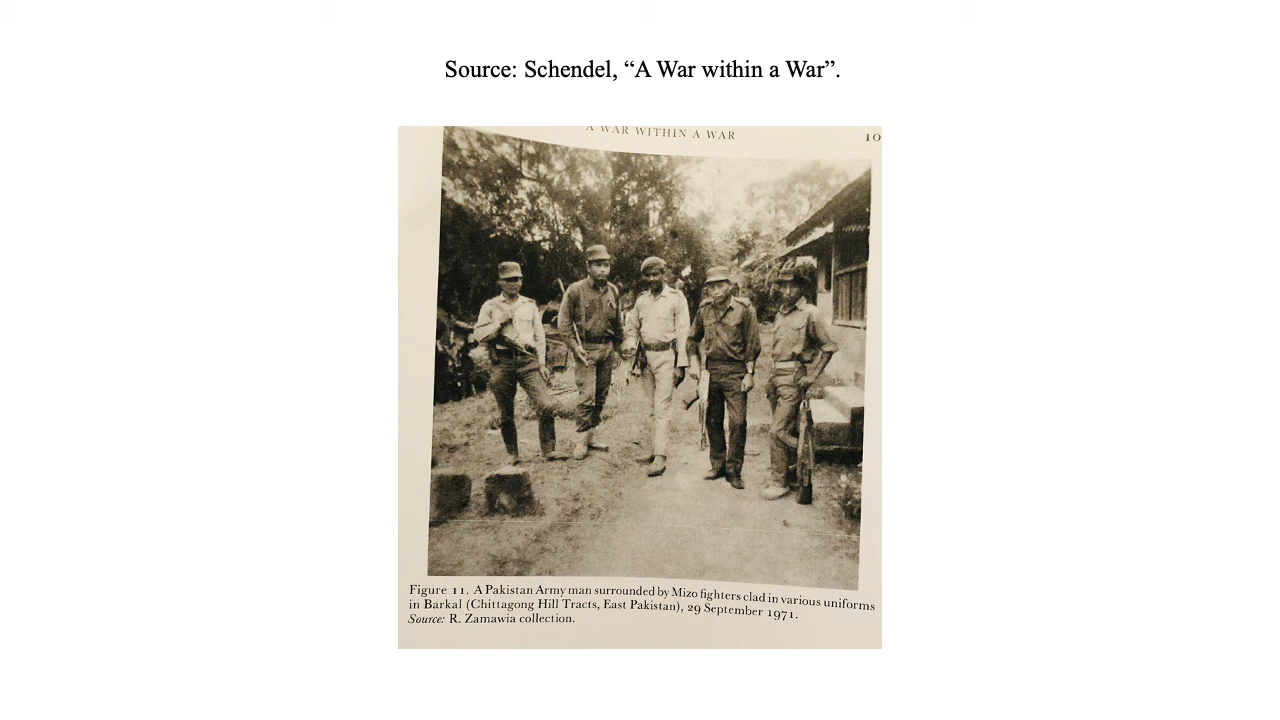 Source: Schendel, “A War within a War”.
A WAR WITHIN A WAR
10
Figure 11. A Pakistan Army man surrounded by Mizo fighters clad in various uniforms
in Barkal (Chittagong Hill Tracts, East Pakistan), 29 September 1971.
Source: R. Zamawia collection.